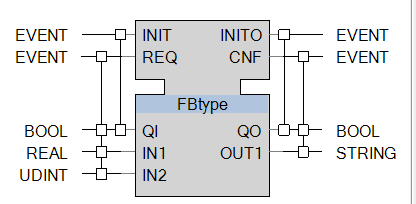 EVENT INIT INITO EVENT
EVENT REQ CNF EVENT
FBtype
BOOL QI QO BOOL
REAL IN1 OUT1 STRING
UDINT IN2